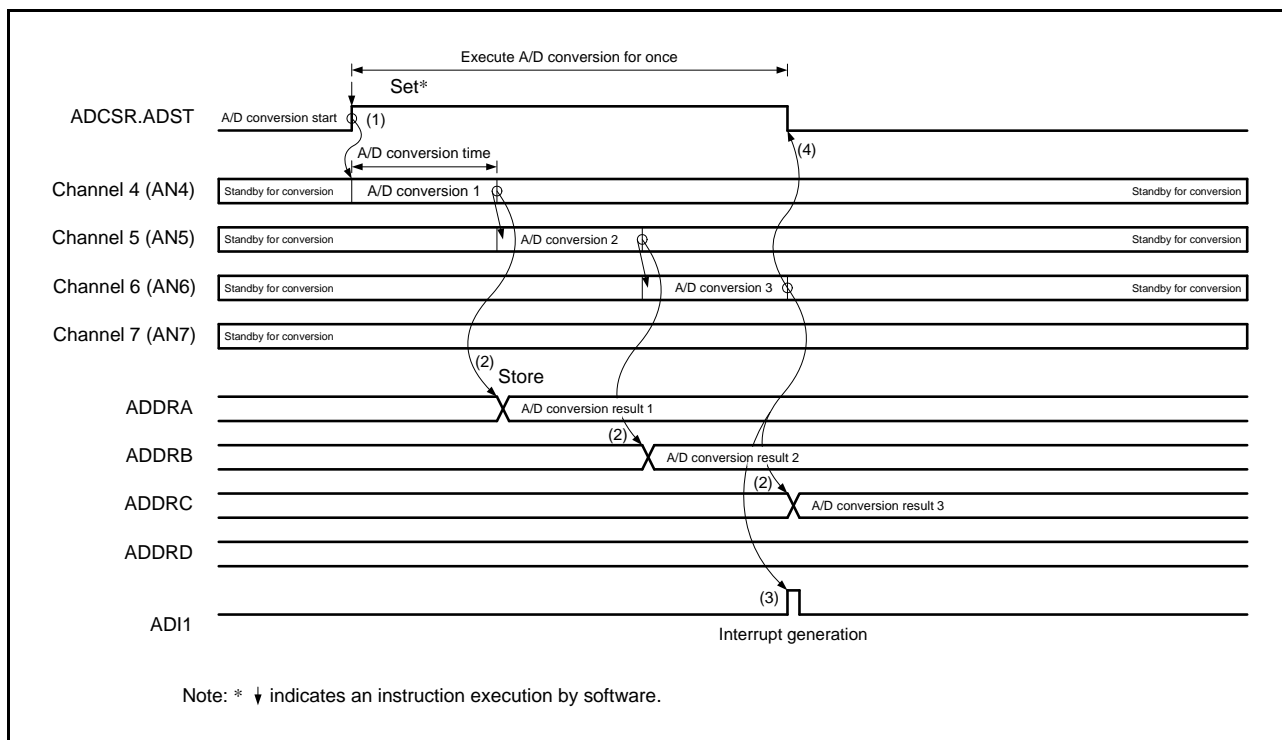 Execute A/D conversion for once
Set*
ADCSR.ADST
A/D conversion start
(1)
(4)
A/D conversion time
Channel 4 (AN4)
Standby for conversion
A/D conversion 1
Standby for conversion
Channel 5 (AN5)
Standby for conversion
A/D conversion 2
Standby for conversion
Channel 6 (AN6)
Standby for conversion
A/D conversion 3
Standby for conversion
Channel 7 (AN7)
Standby for conversion
(2)
Store
ADDRA
A/D conversion result 1
(2)
ADDRB
A/D conversion result 2
(2)
ADDRC
A/D conversion result 3
ADDRD
(3)
ADI1
Interrupt generation
Note: * ↓ indicates an instruction execution by software.